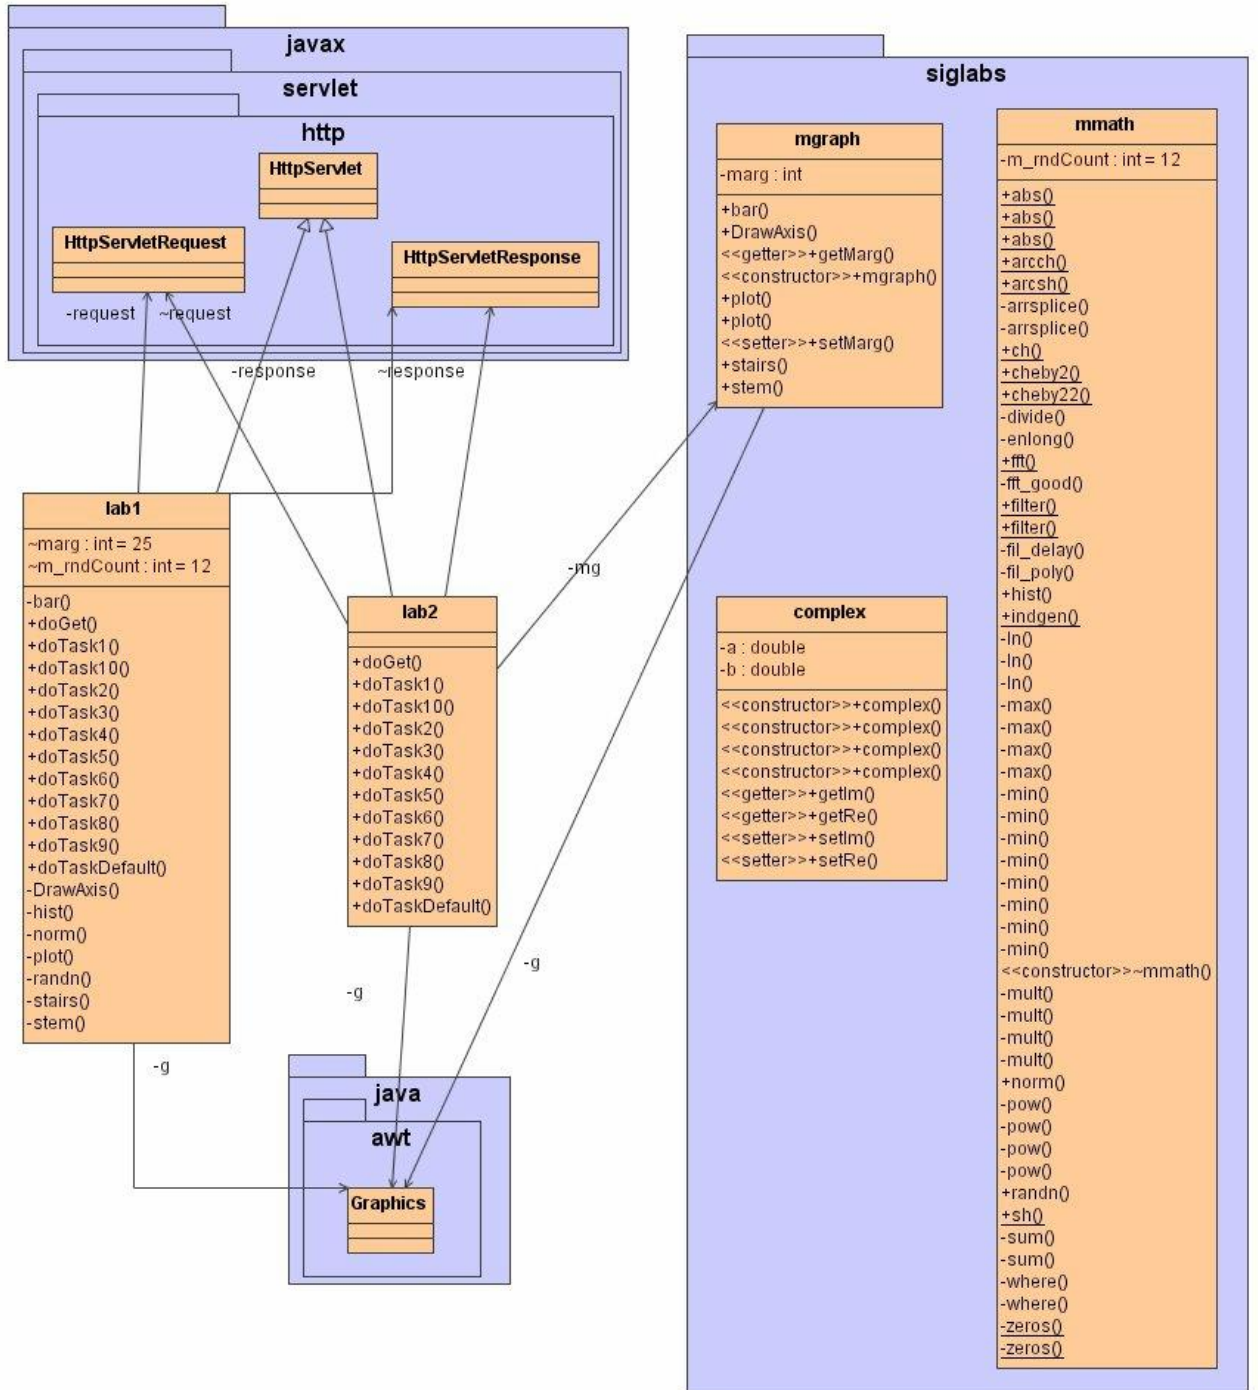 javax
servlet
http
HttpServlet
HttpServletRequest
HttpServletResponse
-request
~request
-response
~response
lab1
~marg : int = 25
~m_rndCount : int = 12
-bar()
+doGet()
+doTask1()
+doTask10()
+doTask2()
+doTask3()
+doTask4()
+doTask5()
+doTask6()
+doTask7()
+doTask8()
+doTask9()
+doTaskDefault()
-DrawAxis()
-hist()
-norm()
-plot()
-randn()
-stairs()
-stem()
-g
lab2
+doGet()
+doTask1()
+doTask10()
+doTask2()
+doTask3()
+doTask4()
+doTask5()
+doTask6()
+doTask7()
+doTask8()
+doTask9()
+doTaskDefault()
-g
-mg
-g
java
awt
Graphics
siglabs
mgraph
-marg : int
+bar()
+DrawAxis()
<<getter>>+getMarg()
<<constructor>>+mgraph()
+plot()
+plot()
<<setter>>+setMarg()
+stairs()
+stem()
complex
-a : double
-b : double
<<constructor>>+complex()
<<constructor>>+complex()
<<constructor>>+complex()
<<constructor>>+complex()
<<getter>>+getIm()
<<getter>>+getRe()
<<setter>>+setIm()
<<setter>>+setRe()
mmath
-m_rndCount : int = 12
+abs()
+abs()
+abs()
+arcch()
+arcsh()
-arrsplice()
-arrsplice()
+ch()
+cheby2()
+cheby22()
-divide()
-enlong()
+fft()
-fft_good()
+filter()
+filter()
-fil_delay()
-fil_poly()
+hist()
+indgen()
-ln()
-ln()
-ln()
-max()
-max()
-max()
-max()
-min()
-min()
-min()
-min()
-min()
-min()
-min()
-min()
<<constructor>>~mmath()
-mult()
-mult()
-mult()
-mult()
+norm()
-pow()
-pow()
-pow()
-pow()
+randn()
+sh()
-sum()
-sum()
-where()
-where()
-zeros()
-zeros()